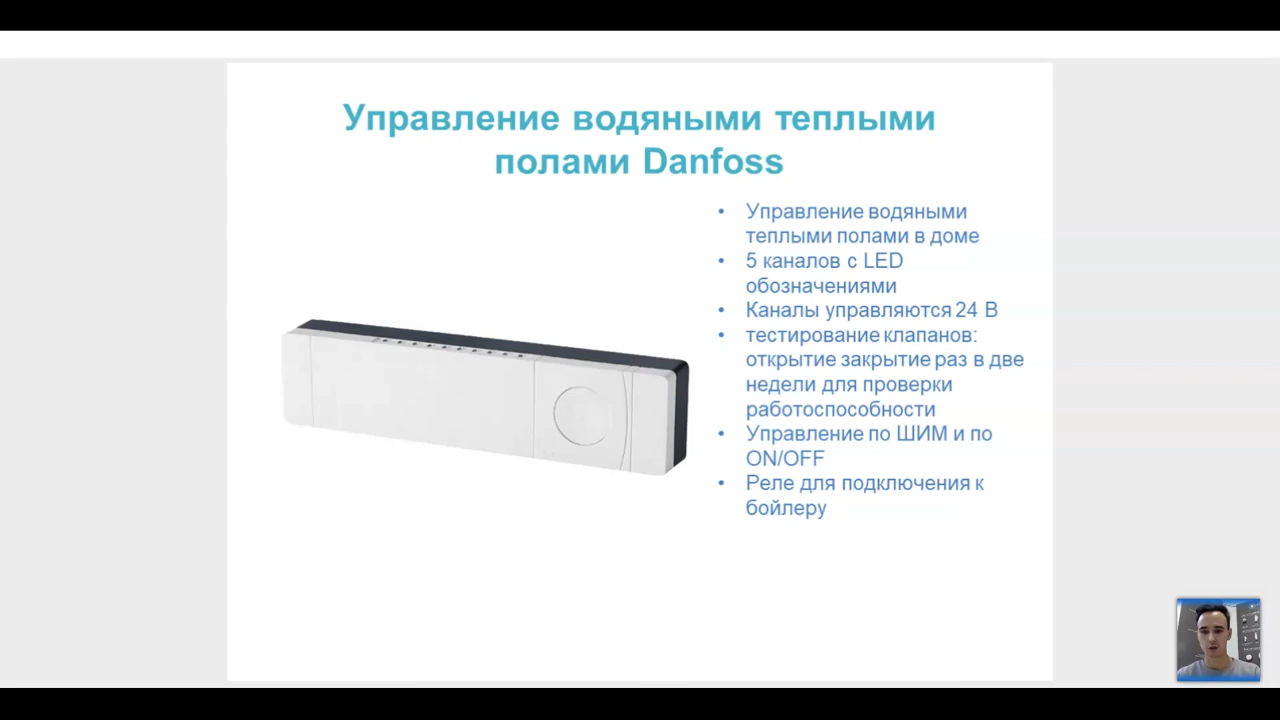 Управление водяными теплыми
полами Danfoss
• Управление водяными
теплыми полами в доме
• 5 каналов с LED
обозначениями
• Каналы управляются 24 В
• тестирование клапанов:
открытие закрытие раз в две
недели для проверки
работоспособности
• Управление по ШИМ и по
ON/OFF
• Реле для подключения к
бойлеру